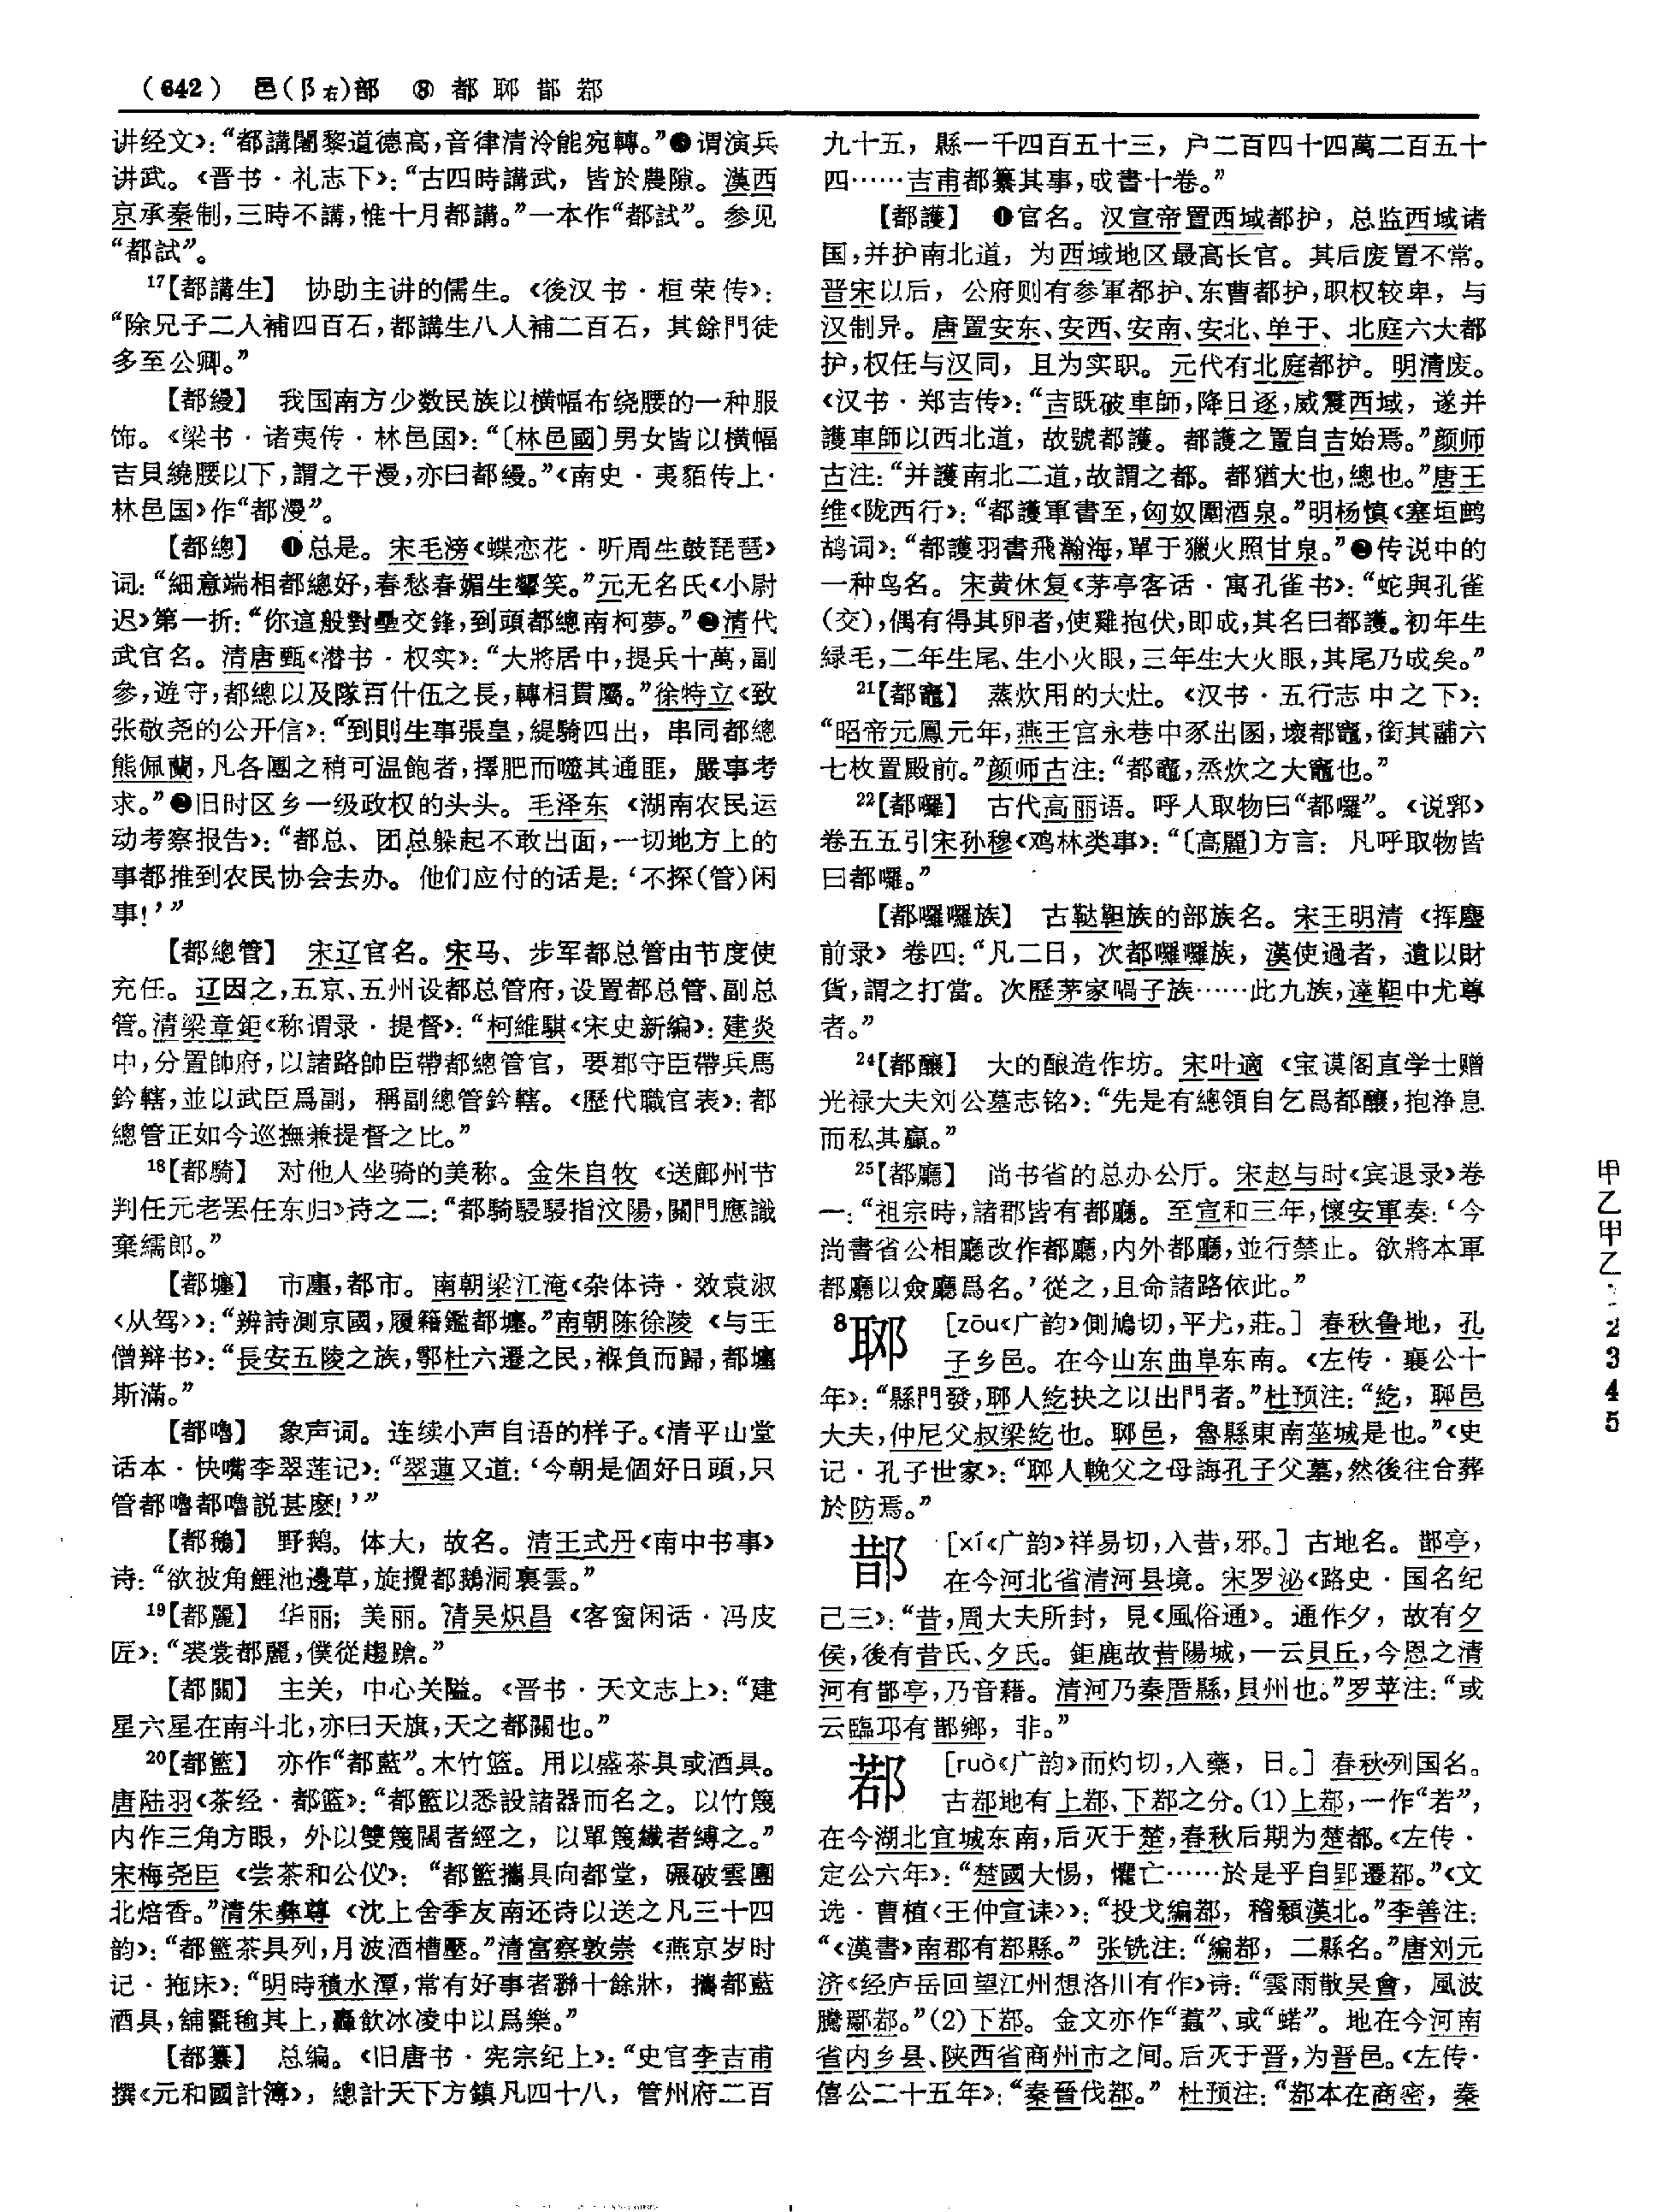 （642） 邑(阝右)部 ⑧ 都 郰 鄑 鄀
讲经文》：“都講闍黎道德高，音律清泠能宛轉。”❸谓演兵
讲武。《晋书·礼志下》：“古四時講武，皆於農隙。漢西
京承秦制，三時不講，惟十月都講。”一本作“都試”。参见
“都試”。
17【都講生】 协助主讲的儒生。《後汉书·桓荣传》：
“除兄子二人補四百石，都講生八人補二百石，其餘門徒
多至公卿。”
【都縵】 我国南方少数民族以横幅布绕腰的一种服
饰。《梁书·诸夷传·林邑国》：“〔林邑國〕男女皆以横幅
吉貝繞腰以下，謂之干漫，亦曰都縵。”《南史·夷貊传上·
林邑国》作“都漫”。
【都總】 ❶总是。宋毛滂《蝶恋花·听周生鼓琵琶》
词：“細意端相都總好，春愁春媚生顰笑。”元无名氏《小尉
迟》第一折：“你這般對壘交鋒，到頭都總南柯夢。”❷清代
武官名。清唐甄《潜书·权实》：“大將居中，提兵十萬，副
參，遊守，都總以及隊百什伍之長，轉相貫屬。”徐特立《致
张敬尧的公开信》：“到則生事張皇，緹騎四出，串同都總
熊佩蘭，凡各團之稍可温飽者，擇肥而噬其通匪，嚴事考
求。”❷旧时区乡一级政权的头头。毛泽东《湖南农民运
动考察报告》：“都总、团总躲起不敢出面，一切地方上的
事都推到农民协会去办。他们应付的话是：‘不探(管)闲
事！’”
【都總管】 宋辽官名。宋马、步军都总管由节度使
充任。辽因之，五京、五州设都总管府，设置都总管、副总
管。清梁章鉅《称谓录·提督》：“柯維騏《宋史新编》：建炎
中，分置帥府，以諸路帥臣帶都總管官，要郡守臣帶兵馬
鈐轄，並以武臣爲副，稱副總管鈐轄。《歷代職官表》：都
總管正如今巡撫兼提督之比。”
18【都騎】 对他人坐骑的美称。金朱自牧《送鄜州节
判任元老罢任东归》诗之二：“都騎駸駸指汶陽，關門應識
棄繻郎。”
【都壥】 市廛，都市。南朝梁江淹《杂体诗·效袁淑
〈从驾〉》：“辨詩測京國，履籍鑑都壥。”南朝陈徐陵《与王
僧辩书》：“長安五陵之族，鄠杜六遷之民，褓負而歸，都壥
斯滿。”
【都嚕】 象声词。连续小声自语的样子。《清平山堂
话本·快嘴李翠莲记》：“翠蓮又道：‘今朝是個好日頭，只
管都嚕都嚕説甚麽！’”
【都鵝】 野鹅。体大，故名。清王式丹《南中书事》
诗：“欲披角鯉池邊草，旋攪都鵝洞裏雲。”
19【都麗】 华丽；美丽。清吴炽昌《客窗闲话·冯皮
匠》：“裘裳都麗，僕從趨蹌。”
【都關】 主关，中心关隘。《晋书·天文志上》：“建
星六星在南斗北，亦曰天旗，天之都關也。”
20【都籃】 亦作“都藍”。木竹篮。用以盛茶具或酒具。
唐陆羽《茶经·都篮》：“都籃以悉設諸器而名之。以竹篾
内作三角方眼，外以雙篾闊者經之，以單篾纖者縛之。”
宋梅尧臣《尝茶和公仪》：“都籃攜具向都堂，碾破雲團
北焙香。”清朱彝尊《沈上舍季友南还诗以送之凡三十四
韵》：“都籃茶具列，月波酒槽壓。”清富察敦崇《燕京岁时
记·拖床》：“明時積水潭，常有好事者聯十餘牀，攜都藍
酒具，舖氍毹其上，轟飲冰凌中以爲樂。”
【都纂】 总编。《旧唐书·宪宗纪上》：“史官李吉甫
撰《元和國計簿》，總計天下方鎮凡四十八，管州府二百
九十五，縣一千四百五十三，户二百四十四萬二百五十
四……吉甫都纂其事，成書十卷。”
【都護】 ❶官名。汉宣帝置西域都护，总监西域诸
国，并护南北道，为西域地区最高长官。其后废置不常。
晋宋以后，公府则有参军都护、东曹都护，职权较卑，与
汉制异。唐置安东、安西、安南、安北、单于、北庭六大都
护，权任与汉同，且为实职。元代有北庭都护。明清废。
《汉书·郑吉传》：“吉既破車師，降日逐，威震西域，遂并
護車師以西北道，故號都護。都護之置自吉始焉。”颜师
古注：“并護南北二道，故謂之都。都猶大也，總也。”唐王
维《陇西行》：“都護軍書至，匈奴圍酒泉。”明杨慎《塞垣鹧
鸪词》：“都護羽書飛瀚海，單于獵火照甘泉。”❷传说中的
一种鸟名。宋黄休复《茅亭客话·寓孔雀书》：“蛇與孔雀
（交），偶有得其卵者，使雞抱伏，即成，其名曰都護。初年生
緑毛，二年生尾、生小火眼，三年生大火眼，其尾乃成矣。”
21【都竈】 蒸炊用的大灶。《汉书·五行志中之下》：
“昭帝元鳳元年，燕王宫永巷中豕出圂，壞都竈，銜其鬴六
七枚置殿前。”颜师古注：“都竈，烝炊之大竈也。”
22【都囉】 古代高丽语。呼人取物曰“都囉”。《说郛》
卷五五引宋孙穆《鸡林类事》：“〔高麗〕方言：凡呼取物皆
曰都囉。”
【都囉囉族】 古鞑靼族的部族名。宋王明清《挥麈
前录》卷四：“凡二日，次都囉囉族，漢使過者，遺以財
貨，謂之打當。次歷茅家喎子族……此九族，達靼中尤尊
者。”
24【都釀】 大的酿造作坊。宋叶適《宝谟阁直学士赠
光禄大夫刘公墓志铭》：“先是有總領自乞爲都釀，抱浄息
而私其贏。”
25【都廳】 尚书省的总办公厅。宋赵与时《宾退录》卷
一：“祖宗時，諸郡皆有都廳。至宣和三年，懷安軍奏：‘今
尚書省公相廳改作都廳，内外都廳，並行禁止。欲將本軍
都廳以僉廳爲名。’從之，且命諸路依此。”
8郰 ［zōu《广韵》侧鳩切，平尤，莊。］ 春秋鲁地，孔
子乡邑。在今山东曲阜东南。《左传·襄公十
年》：“縣門發，郰人紇抉之以出門者。”杜预注：“紇，郰邑
大夫，仲尼父叔梁紇也。郰邑，魯縣東南莝城是也。”《史
记·孔子世家》：“郰人輓父之母誨孔子父墓，然後往合葬
於防焉。”
鄑 ［xí《广韵》祥易切，入昔，邪。］ 古地名。鄑亭，
在今河北省清河县境。宋罗泌《路史·国名纪
己三》：“昔，周大夫所封，見《風俗通》。通作夕，故有夕
侯，後有昔氏、夕氏。鉅鹿故昔陽城，一云貝丘，今恩之清
河有鄑亭，乃音藉。清河乃秦厝縣，貝州也。”罗苹注：“或
云臨邛有鄑鄉，非。”
鄀 ［ruò《广韵》而灼切，入藥，日。］ 春秋列国名。
古鄀地有上鄀、下鄀之分。(1)上鄀，一作“若”，
在今湖北宜城东南，后灭于楚，春秋后期为楚都。《左传·
定公六年》：“楚國大惕，懼亡……於是乎自郢遷鄀。”《文
选·曹植〈王仲宣诔〉》：“投戈編鄀，稽顙漢北。”李善注：
“《漢書》南郡有鄀縣。” 张铣注：“編鄀，二縣名。”唐刘元
济《经庐岳回望江州想洛川有作》诗：“雲雨散吴會，風波
騰鄢鄀。”(2)下鄀。金文亦作“蠚”、或“蠚”。地在今河南
省内乡县、陕西省商州市之间。后灭于晋，为晋邑。《左传·
僖公二十五年》：“秦晉伐鄀。” 杜预注：“鄀本在商密，秦
甲乙甲乙：2345